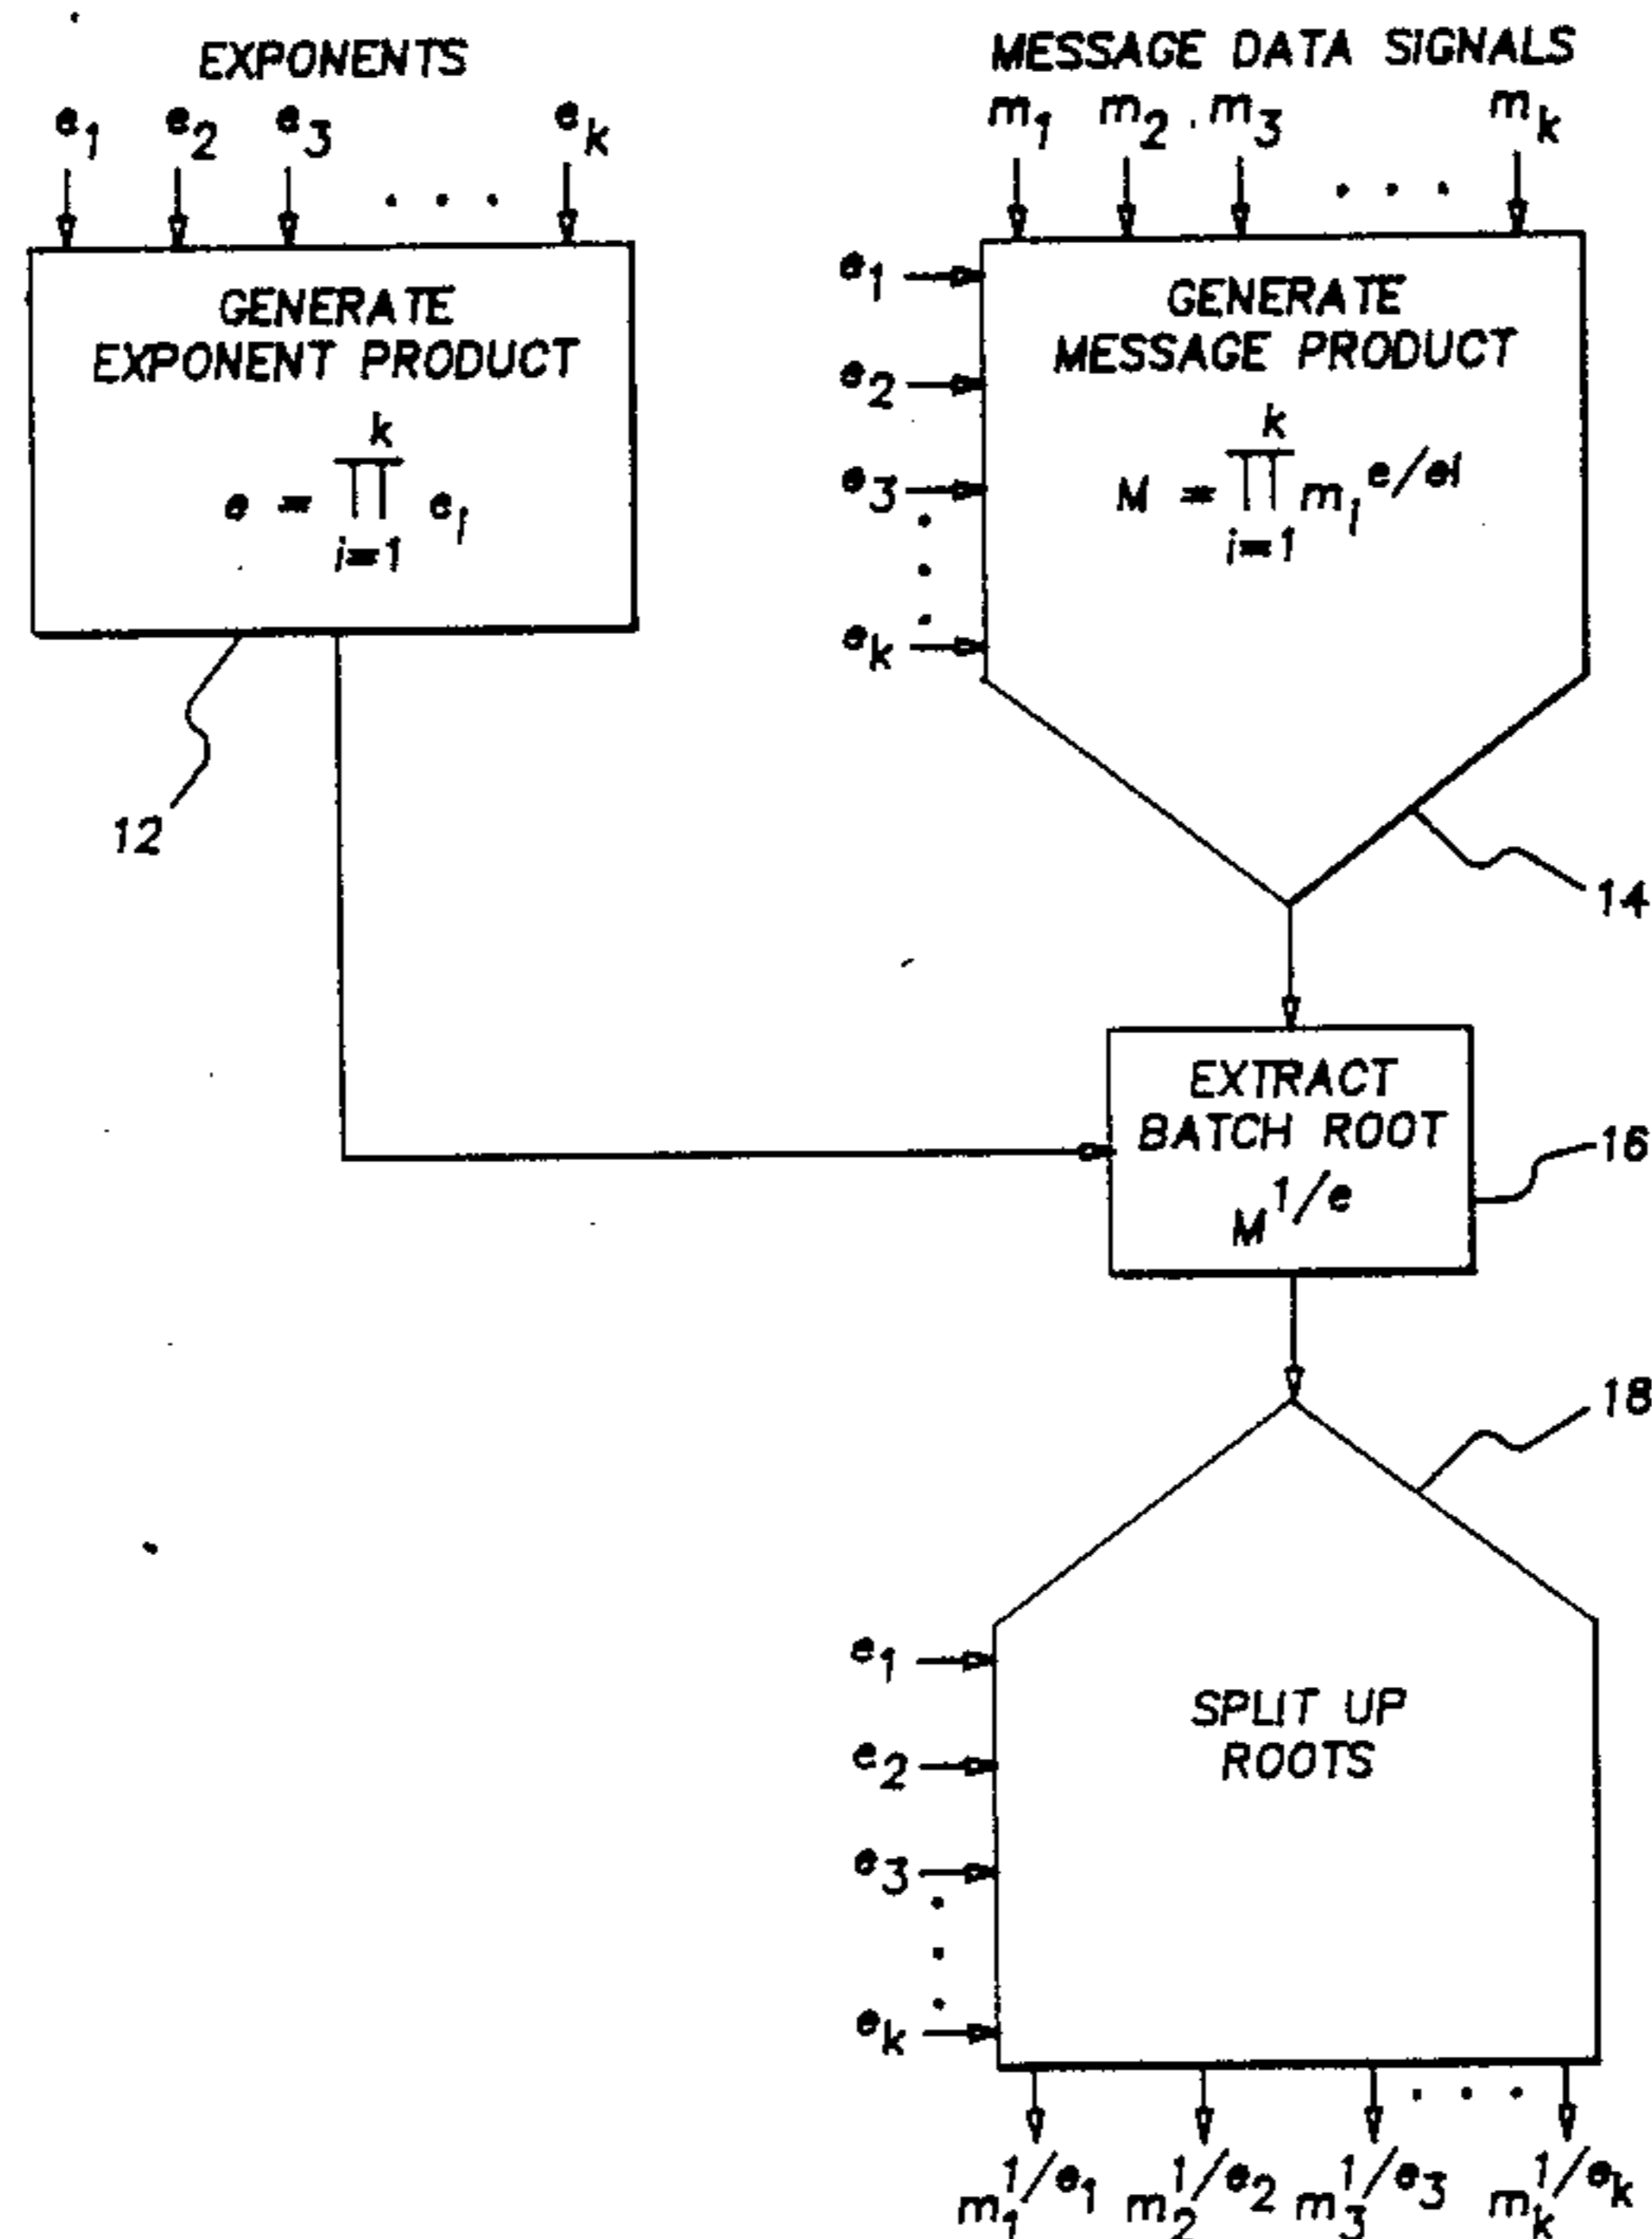 EXPONENTS
e1 e2 e3 . . . ek
GENERATE
EXPONENT PRODUCT
e = ∏ (i=1 to k) ei
12
MESSAGE DATA SIGNALS
m1 m2 m3 . . . mk
e1
e2
e3
.
.
.
ek
GENERATE
MESSAGE PRODUCT
M = ∏ (i=1 to k) mi^e/ei
14
EXTRACT
BATCH ROOT
M^1/e
16
18
e1
e2
e3
.
.
.
ek
SPLIT UP
ROOTS
m1^1/e1 m2^1/e2 m3^1/e3 . . . mk^1/ek